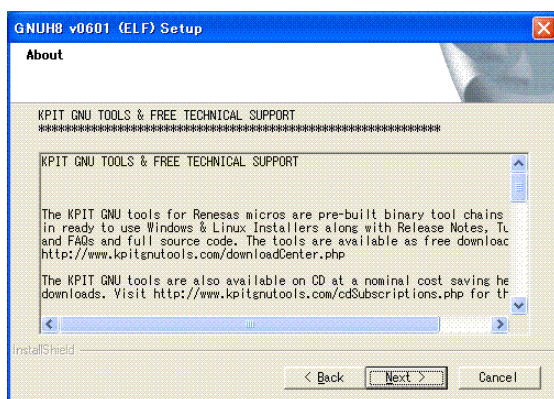 GNUH8 v0601 (ELF) Setup
About
KPIT GNU TOOLS & FREE TECHNICAL SUPPORT
*****************************************************************
KPIT GNU TOOLS & FREE TECHNICAL SUPPORT
The KPIT GNU tools for Renesas micros are pre-built binary tool chains
in ready to use Windows & Linux Installers along with Release Notes, Tu
and FAQs and full source code. The tools are available as free downloac
http://www.kpitgnutools.com/downloadCenter.php
The KPIT GNU tools are also available on CD at a nominal cost saving he
downloads. Visit http://www.kpitgnutools.com/cdSubscriptions.php for th
InstallShield
< Back
Next >
Cancel